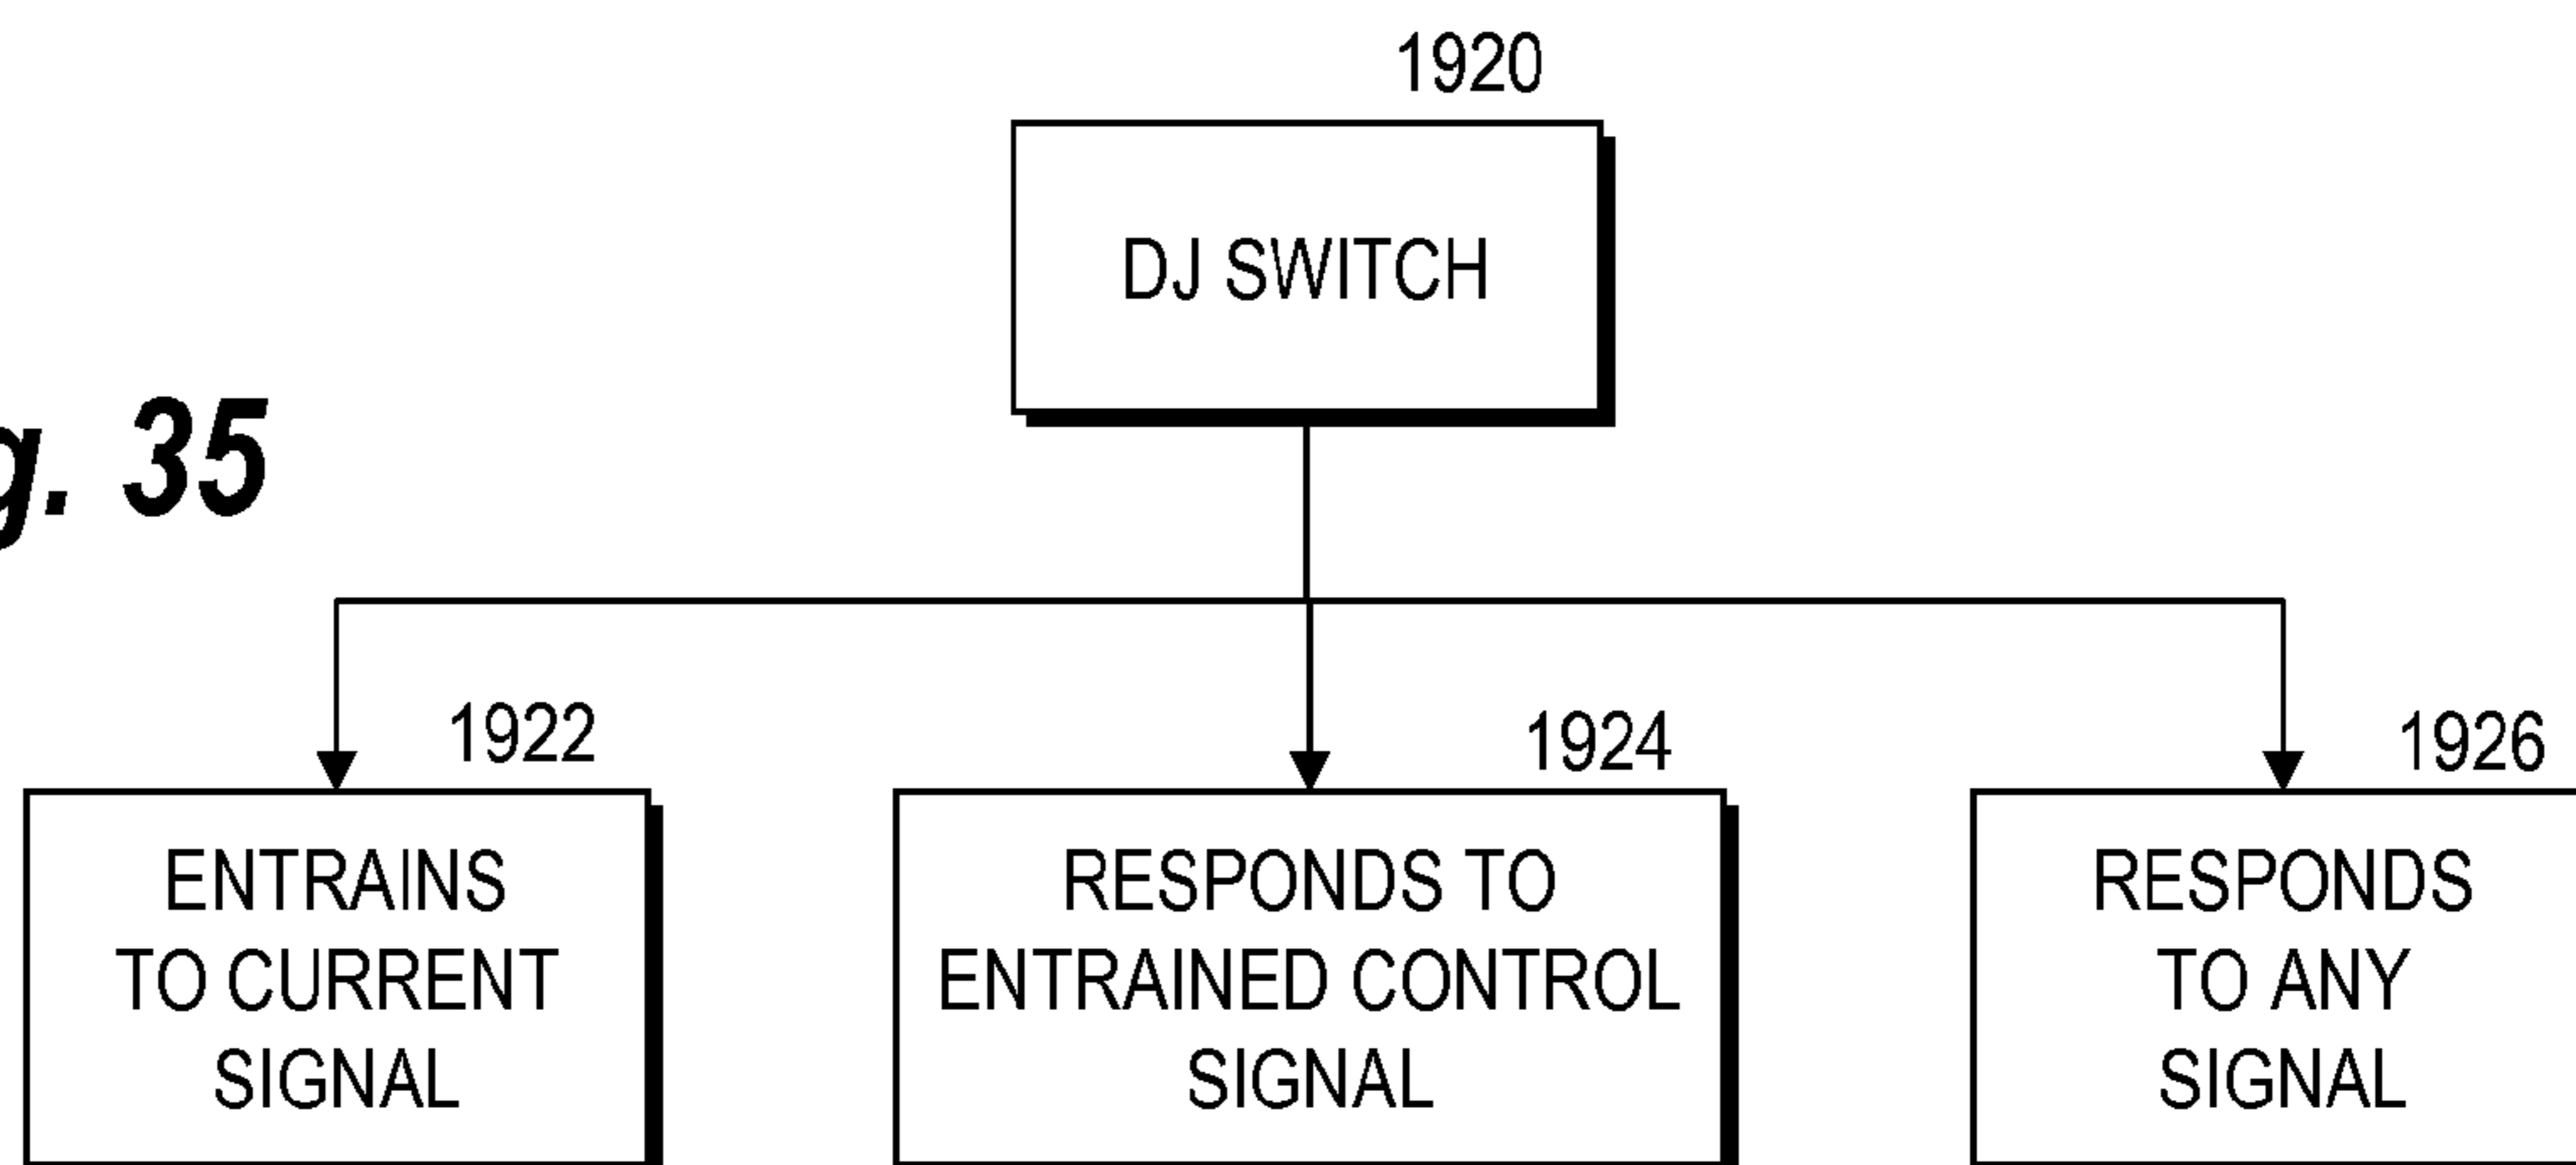 1920
DJ SWITCH
g. 35
1922
1924
1926
ENTRAINS
TO CURRENT
SIGNAL
RESPONDS TO
ENTRAINED CONTROL
SIGNAL
RESPONDS
TO ANY
SIGNAL